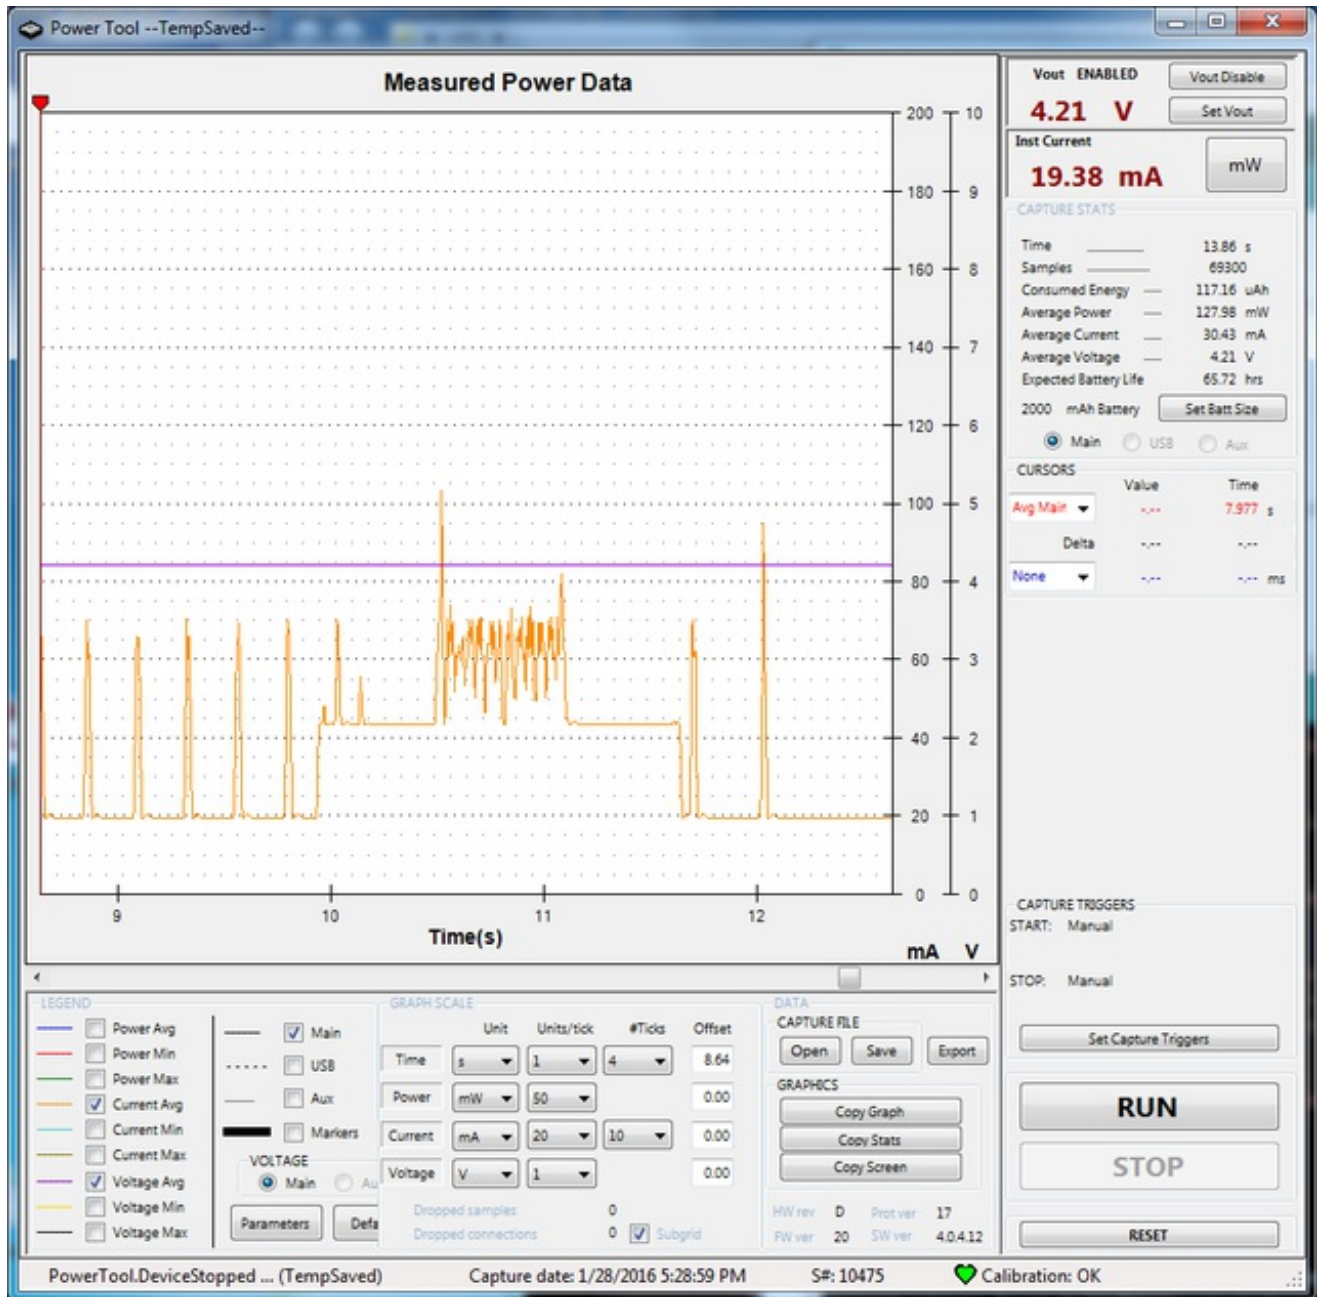 Power Tool --TempSaved--
Measured Power Data
200 10
180 9
160 8
140 7
120 6
100 5
80 4
60 3
40 2
20 1
0 0
9 10 11 12
Time(s)
mA V
Vout ENABLED
Vout Disable
4.21 V
Set Vout
Inst Current
19.38 mA
mW
CAPTURE STATS
Time 13.86 s
Samples 69300
Consumed Energy 117.16 uAh
Average Power 127.98 mW
Average Current 30.43 mA
Average Voltage 4.21 V
Expected Battery Life 65.72 hrs
2000 mAh Battery Set Batt Size
Main USB Aux
CURSORS
Value Time
Avg Main -.-- 7.977 s
Delta -.-- -.--
None -.-- -.-- ms
CAPTURE TRIGGERS
START: Manual
STOP: Manual
Set Capture Triggers
RUN
STOP
RESET
LEGEND
Power Avg
Power Min
Power Max
Current Avg
Current Min
Current Max
Voltage Avg
Voltage Min
Voltage Max
Main
USB
Aux
Markers
VOLTAGE
Main Au
Parameters Defa
GRAPH SCALE
Unit Units/tick #Ticks Offset
Time s 1 4 8.64
Power mW 50 0.00
Current mA 20 10 0.00
Voltage V 1 0.00
Dropped samples 0
Dropped connections 0 Subgrid
DATA
CAPTURE FILE
Open Save Export
GRAPHICS
Copy Graph
Copy Stats
Copy Screen
HW rev D Prot ver 17
FW ver 20 SW ver 4.0.4.12
PowerTool.DeviceStopped ... (TempSaved) Capture date: 1/28/2016 5:28:59 PM S#: 10475 Calibration: OK